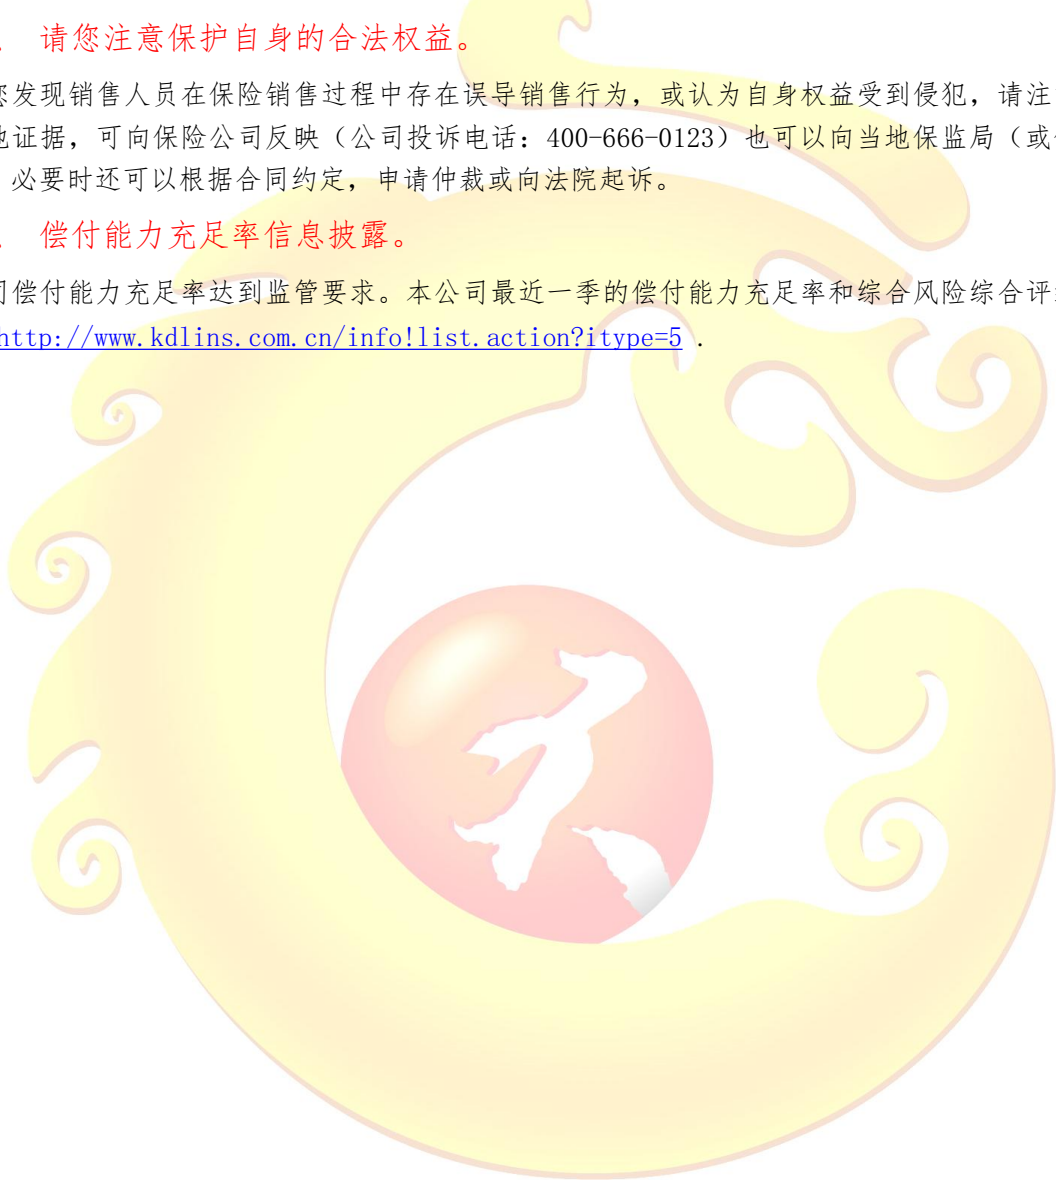 、 请您注意保护自身的合法权益。
您发现销售人员在保险销售过程中存在误导销售行为，或认为自身权益受到侵犯，请注
地证据，可向保险公司反映（公司投诉电话：400-666-0123）也可以向当地保监局（或
，必要时还可以根据合同约定，申请仲裁或向法院起诉。
、 偿付能力充足率信息披露。
司偿付能力充足率达到监管要求。本公司最近一季的偿付能力充足率和综合风险综合评
http://www.kdlins.com.cn/info!list.action?itype=5 .